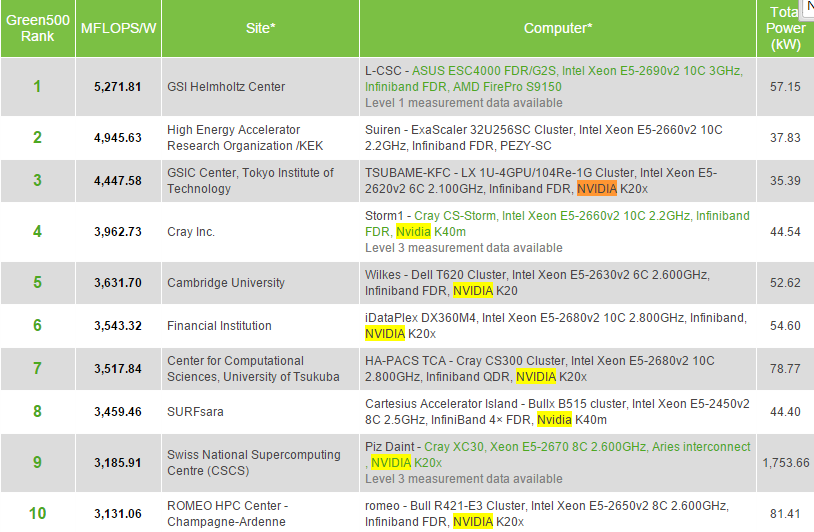 Green500 Rank MFLOPS/W Site* Computer* Total Power (kW)
N
1 5,271.81 GSI Helmholtz Center L-CSC - ASUS ESC4000 FDR/G2S, Intel Xeon E5-2690v2 10C 3GHz,
Infiniband FDR, AMD FirePro S9150
Level 1 measurement data available 57.15
2 4,945.63 High Energy Accelerator
Research Organization /KEK Suiren - ExaScaler 32U256SC Cluster, Intel Xeon E5-2660v2 10C
2.2GHz, Infiniband FDR, PEZY-SC 37.83
3 4,447.58 GSIC Center, Tokyo Institute of
Technology TSUBAME-KFC - LX 1U-4GPU/104Re-1G Cluster, Intel Xeon E5-
2620v2 6C 2.100GHz, Infiniband FDR, NVIDIA K20x 35.39
4 3,962.73 Cray Inc. Storm1 - Cray CS-Storm, Intel Xeon E5-2660v2 10C 2.2GHz, Infiniband
FDR, Nvidia K40m
Level 3 measurement data available 44.54
5 3,631.70 Cambridge University Wilkes - Dell T620 Cluster, Intel Xeon E5-2630v2 6C 2.600GHz,
Infiniband FDR, NVIDIA K20 52.62
6 3,543.32 Financial Institution iDataPlex DX360M4, Intel Xeon E5-2680v2 10C 2.800GHz, Infiniband,
NVIDIA K20x 54.60
7 3,517.84 Center for Computational
Sciences, University of Tsukuba HA-PACS TCA - Cray CS300 Cluster, Intel Xeon E5-2680v2 10C
2.800GHz, Infiniband QDR, NVIDIA K20x 78.77
8 3,459.46 SURFsara Cartesius Accelerator Island - Bullx B515 cluster, Intel Xeon E5-2450v2
8C 2.5GHz, InfiniBand 4× FDR, Nvidia K40m 44.40
9 3,185.91 Swiss National Supercomputing
Centre (CSCS) Piz Daint - Cray XC30, Xeon E5-2670 8C 2.600GHz, Aries interconnect
, NVIDIA K20x
Level 3 measurement data available 1,753.66
10 3,131.06 ROMEO HPC Center -
Champagne-Ardenne romeo - Bull R421-E3 Cluster, Intel Xeon E5-2650v2 8C 2.600GHz,
Infiniband FDR, NVIDIA K20x 81.41